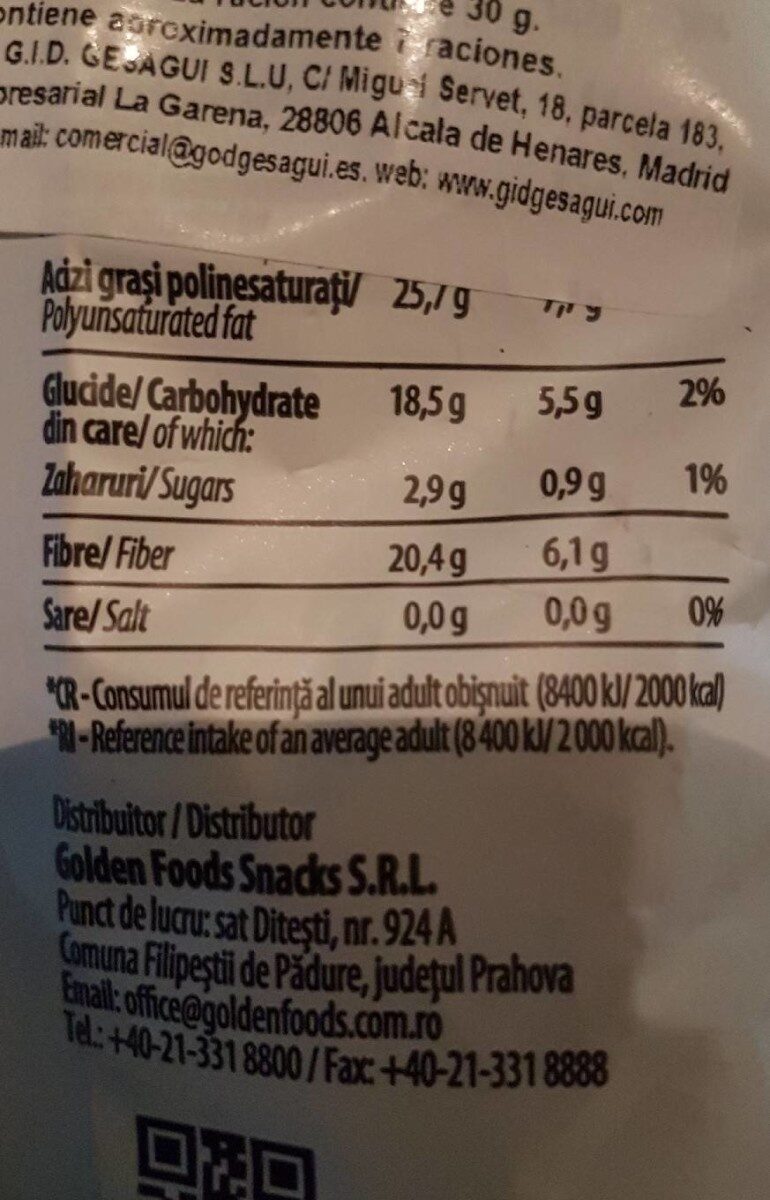 30 g.
aproximadamente 7 raciones.
G.I.D. GESAGUI S.L.U, C/ Miguel Servet, 18, parcela 183,
La Garena, 28806 Alcala de Henares, Madrid
mail: comercial@godgesagui.es. web: www.gidgesagui.com
Acizi grași polinesaturați/ 25,7 g
Polyunsaturated fat
Glucide/ Carbohydrate 18,5 g 5,5 g 2%
din care/ of which:
Zaharuri/ Sugars 2,9 g 0,9 g 1%
Fibre/ Fiber 20,4 g 6,1 g
Sare/ Salt 0,0 g 0,0 g 0%
*CR - Consumul de referință al unui adult obișnuit (8400 kJ/ 2000 kcal)
*RI - Reference intake of an average adult (8 400 kJ/ 2 000 kcal).
Distribuitor / Distributor
Golden Foods Snacks S.R.L.
Punct de lucru: sat Ditești, nr. 924 A
Comuna Filipeștii de Pădure, județul Prahova
Email: office@goldenfoods.com.ro
Tel.: +40-21-331 8800 / Fax: +40-21-331 8888